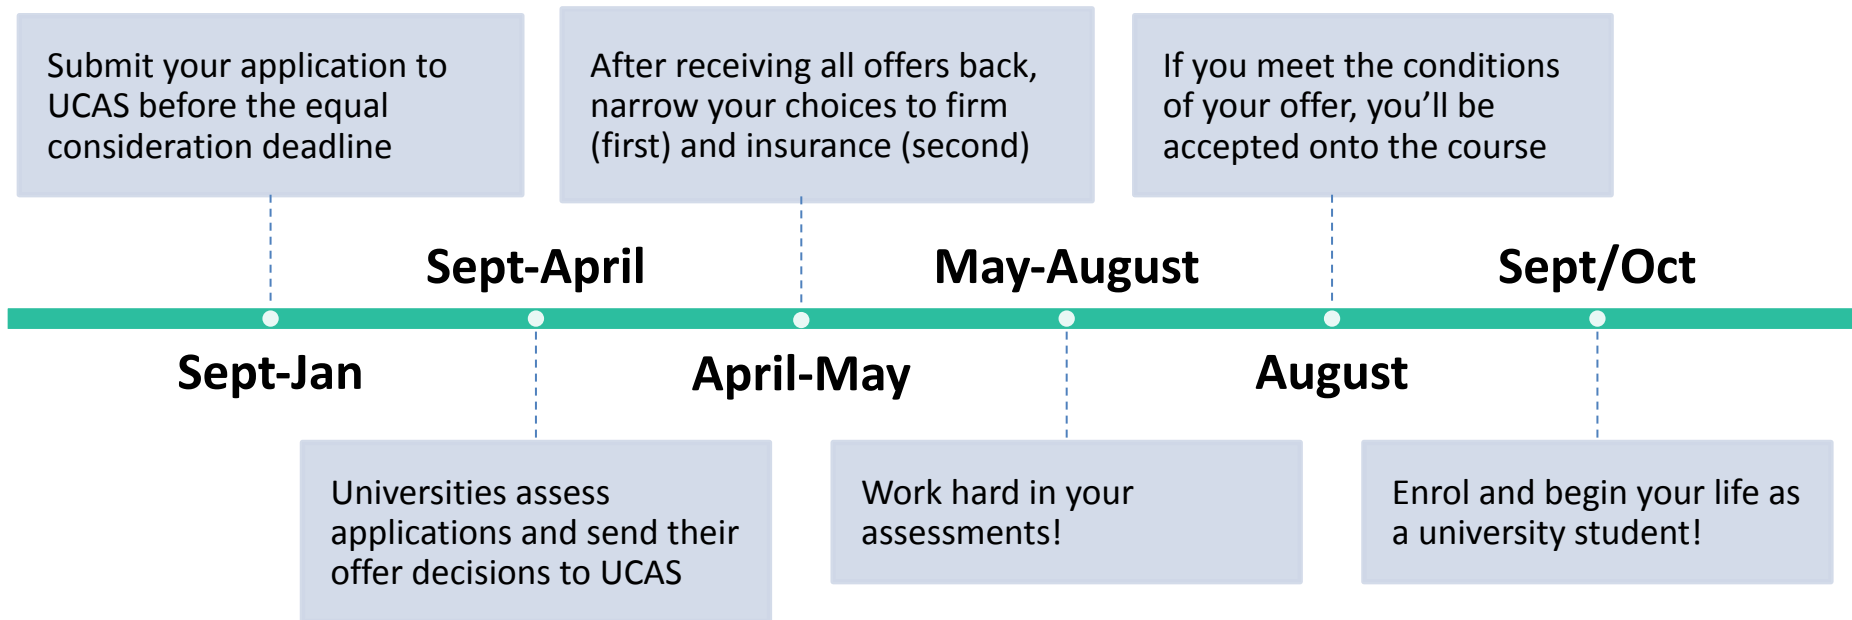 Submit your application to
UCAS before the equal
consideration deadline
After receiving all offers back,
narrow your choices to firm
(first) and insurance (second)
If you meet the conditions
of your offer, you’ll be
accepted onto the course
Sept-April
May-August
Sept/Oct
Sept-Jan
April-May
August
Universities assess
applications and send their
offer decisions to UCAS
Work hard in your
assessments!
Enrol and begin your life as
a university student!